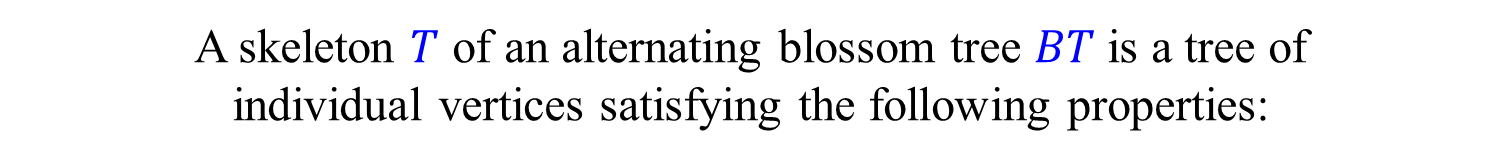 A skeleton T of an alternating blossom tree BT is a tree of
individual vertices satisfying the following properties: